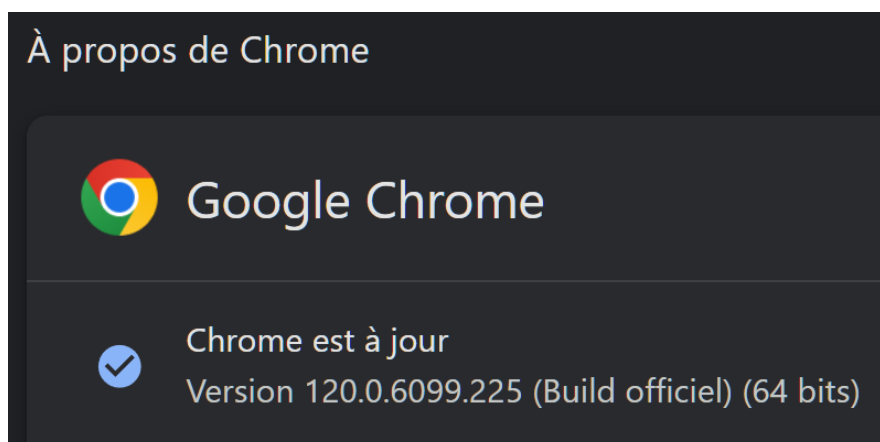 À propos de Chrome
Google Chrome
Chrome est à jour
Version 120.0.6099.225 (Build officiel) (64 bits)